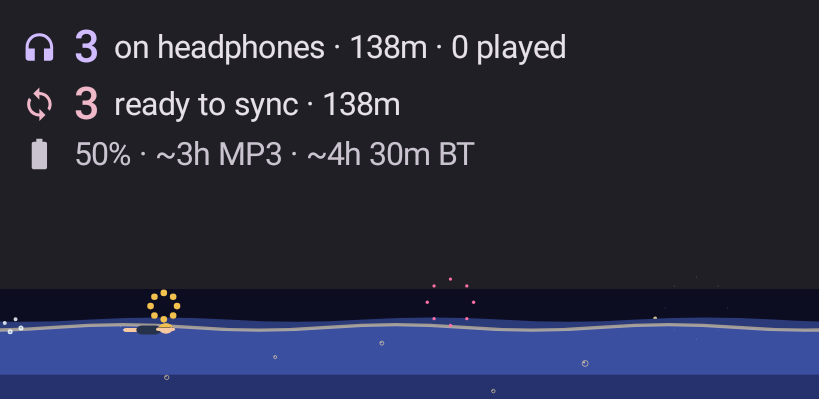 3 on headphones · 138m · 0 played
3 ready to sync · 138m
50% · ~3h MP3 · ~4h 30m BT